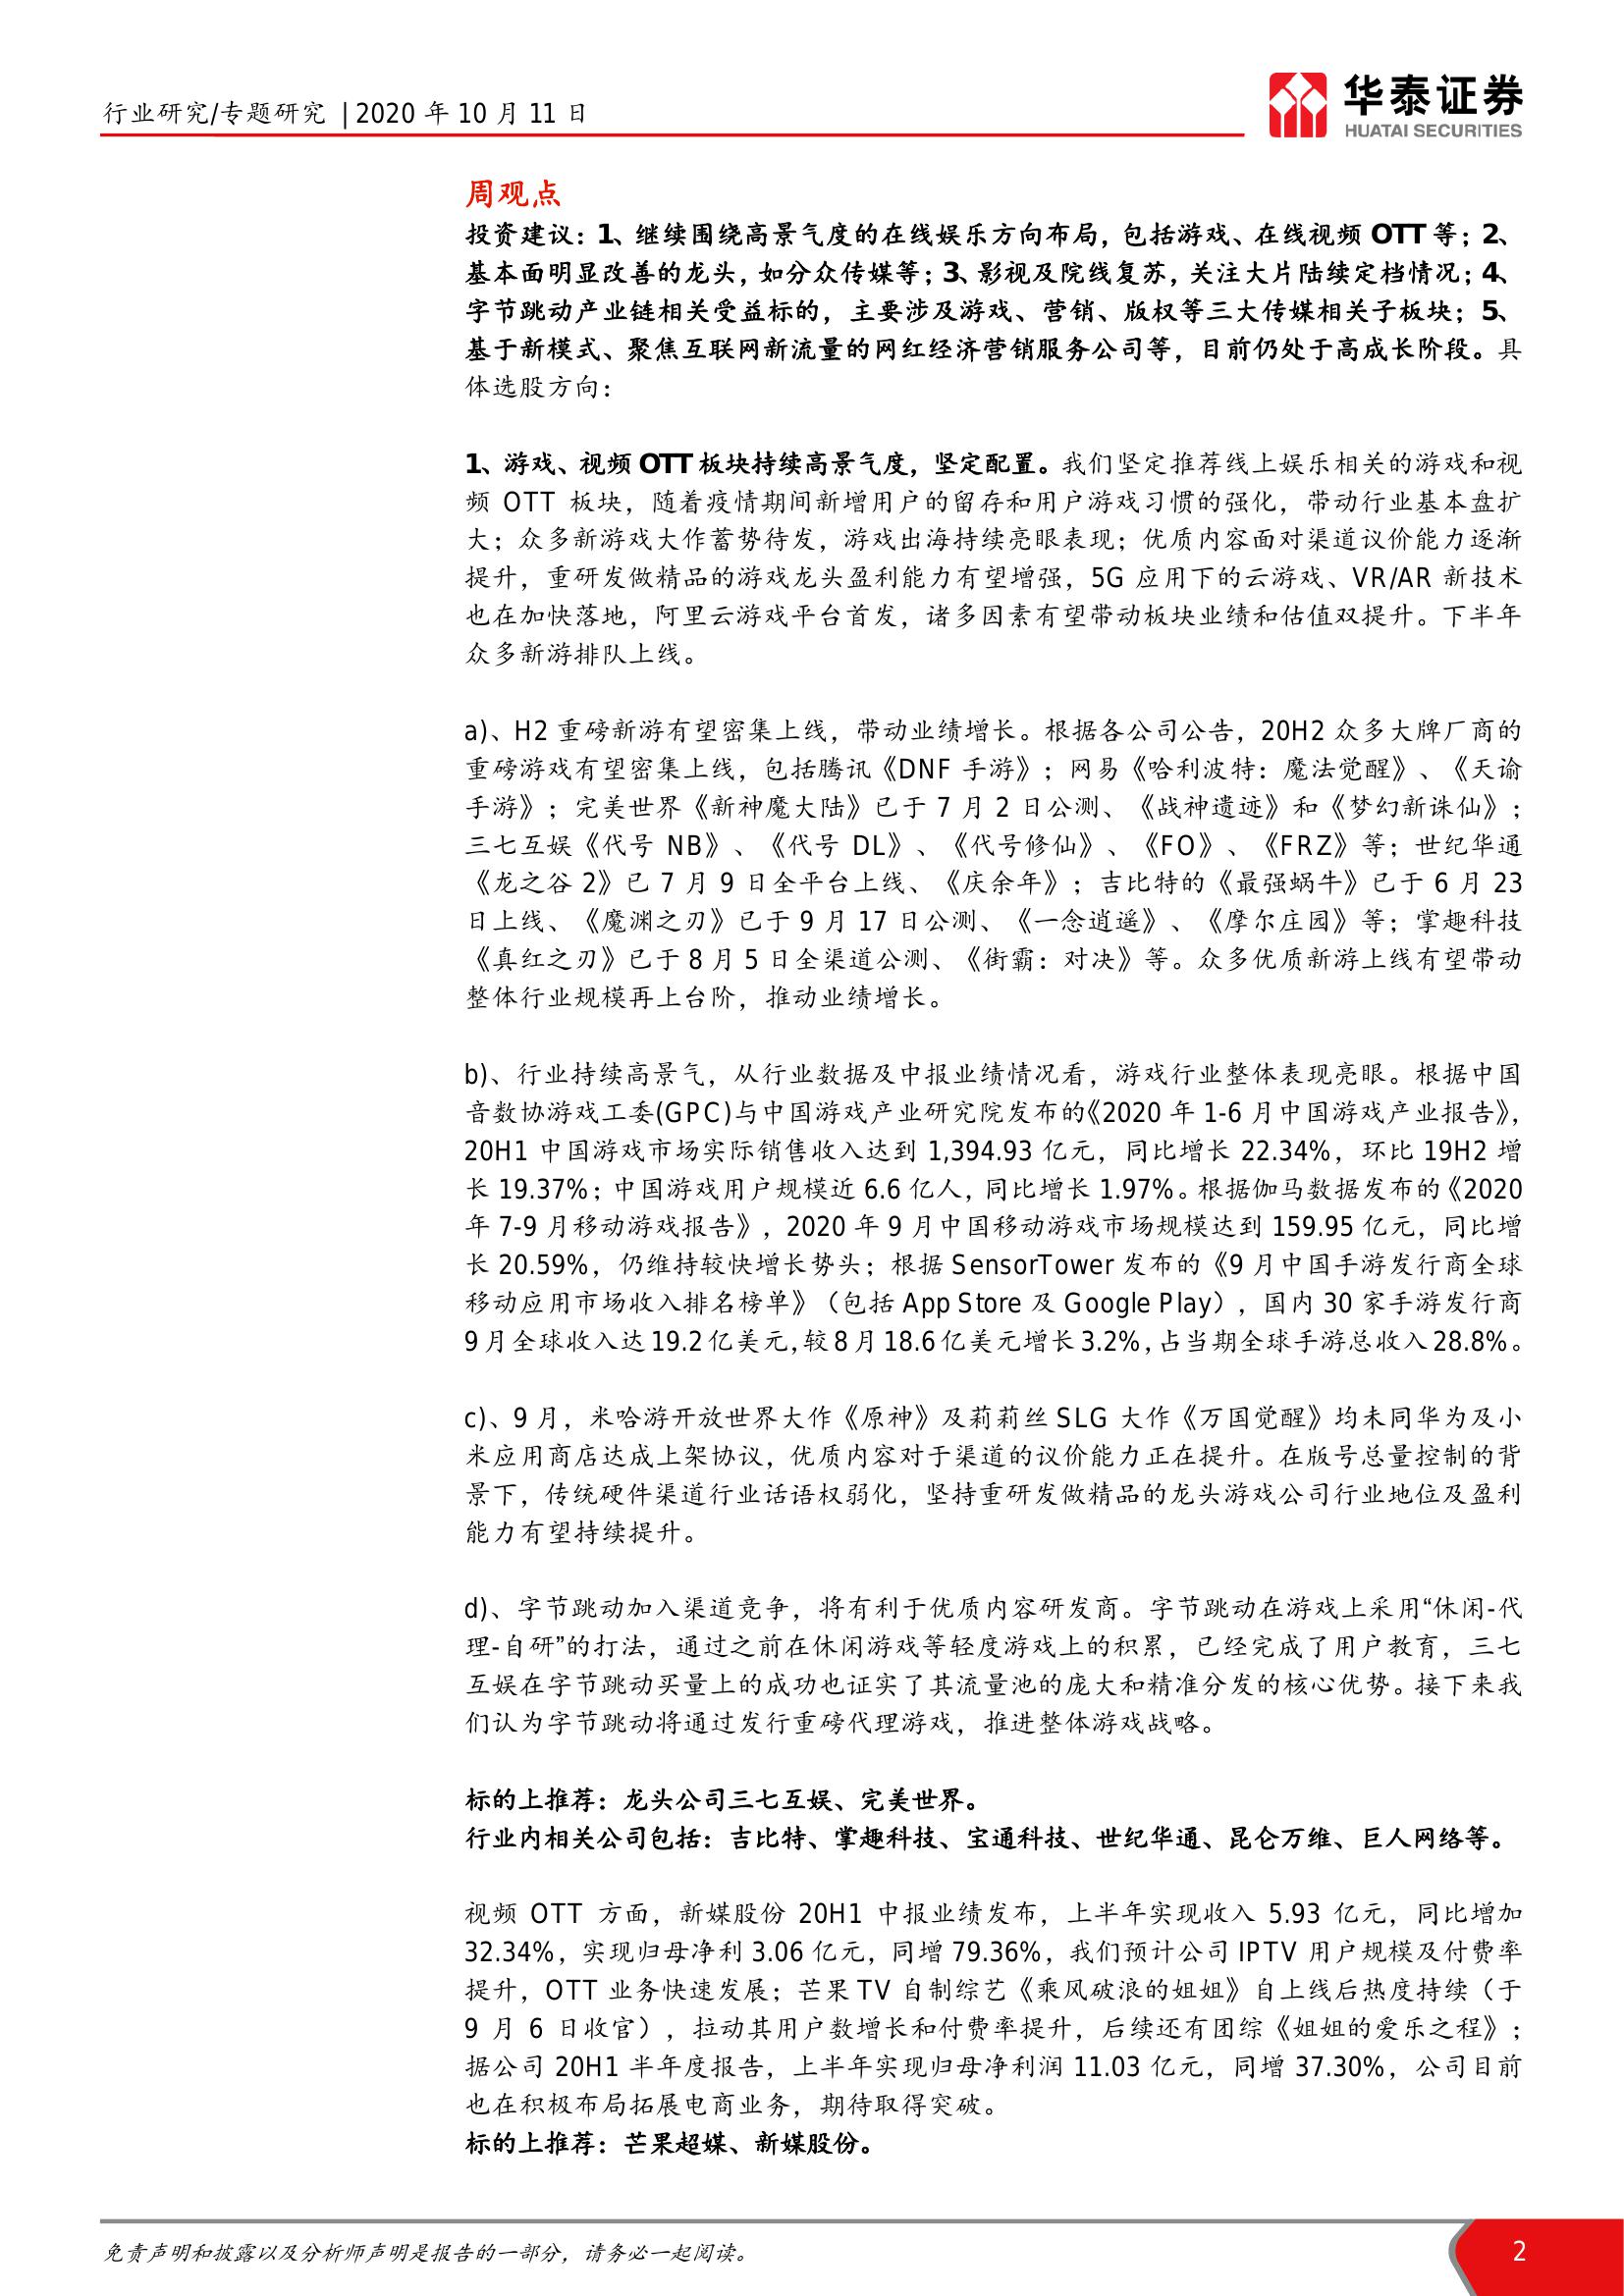 行业研究/专题研究 | 2020 年 10 月 11 日
华泰证券
HUATAI SECURITIES
周观点
投资建议：1、继续围绕高景气度的在线娱乐方向布局，包括游戏、在线视频 OTT 等；2、
基本面明显改善的龙头，如分众传媒等；3、影视及院线复苏，关注大片陆续定档情况；4、
字节跳动产业链相关受益标的，主要涉及游戏、营销、版权等三大传媒相关子板块；5、
基于新模式、聚焦互联网新流量的网红经济营销服务公司等，目前仍处于高成长阶段。具
体选股方向：
1、游戏、视频 OTT 板块持续高景气度，坚定配置。我们坚定推荐线上娱乐相关的游戏和视
频 OTT 板块，随着疫情期间新增用户的留存和用户游戏习惯的强化，带动行业基本盘扩
大；众多新游戏大作蓄势待发，游戏出海持续亮眼表现；优质内容面对渠道议价能力逐渐
提升，重研发做精品的游戏龙头盈利能力有望增强，5G 应用下的云游戏、VR/AR 新技术
也在加快落地，阿里云游戏平台首发，诸多因素有望带动板块业绩和估值双提升。下半年
众多新游排队上线。
a)、H2 重磅新游有望密集上线，带动业绩增长。根据各公司公告，20H2 众多大牌厂商的
重磅游戏有望密集上线，包括腾讯《DNF 手游》；网易《哈利波特：魔法觉醒》、《天谕
手游》；完美世界《新神魔大陆》已于 7 月 2 日公测、《战神遗迹》和《梦幻新诛仙》；
三七互娱《代号 NB》、《代号 DL》、《代号修仙》、《FO》、《FRZ》等；世纪华通
《龙之谷 2》已 7 月 9 日全平台上线、《庆余年》；吉比特的《最强蜗牛》已于 6 月 23
日上线、《魔渊之刃》已于 9 月 17 日公测、《一念逍遥》、《摩尔庄园》等；掌趣科技
《真红之刃》已于 8 月 5 日全渠道公测、《街霸：对决》等。众多优质新游上线有望带动
整体行业规模再上台阶，推动业绩增长。
b)、行业持续高景气，从行业数据及中报业绩情况看，游戏行业整体表现亮眼。根据中国
音数协游戏工委(GPC)与中国游戏产业研究院发布的《2020 年 1-6 月中国游戏产业报告》，
20H1 中国游戏市场实际销售收入达到 1,394.93 亿元，同比增长 22.34%，环比 19H2 增
长 19.37%；中国游戏用户规模近 6.6 亿人，同比增长 1.97%。根据伽马数据发布的《2020
年 7-9 月移动游戏报告》，2020 年 9 月中国移动游戏市场规模达到 159.95 亿元，同比增
长 20.59%，仍维持较快增长势头；根据 SensorTower 发布的《9 月中国手游发行商全球
移动应用市场收入排名榜单》（包括 App Store 及 Google Play），国内 30 家手游发行商
9 月全球收入达 19.2 亿美元，较 8 月 18.6 亿美元增长 3.2%，占当期全球手游总收入 28.8%。
c)、9 月，米哈游开放世界大作《原神》及莉莉丝 SLG 大作《万国觉醒》均未同华为及小
米应用商店达成上架协议，优质内容对于渠道的议价能力正在提升。在版号总量控制的背
景下，传统硬件渠道行业话语权弱化，坚持重研发做精品的龙头游戏公司行业地位及盈利
能力有望持续提升。
d)、字节跳动加入渠道竞争，将有利于优质内容研发商。字节跳动在游戏上采用“休闲-代
理-自研”的打法，通过之前在休闲游戏等轻度游戏上的积累，已经完成了用户教育，三七
互娱在字节跳动买量上的成功也证实了其流量池的庞大和精准分发的核心优势。接下来我
们认为字节跳动将通过发行重磅代理游戏，推进整体游戏战略。
标的上推荐：龙头公司三七互娱、完美世界。
行业内相关公司包括：吉比特、掌趣科技、宝通科技、世纪华通、昆仑万维、巨人网络等。
视频 OTT 方面，新媒股份 20H1 中报业绩发布，上半年实现收入 5.93 亿元，同比增加
32.34%，实现归母净利 3.06 亿元，同增 79.36%，我们预计公司 IPTV 用户规模及付费率
提升，OTT 业务快速发展；芒果 TV 自制综艺《乘风破浪的姐姐》自上线后热度持续（于
9 月 6 日收官），拉动其用户数增长和付费率提升，后续还有团综《姐姐的爱乐之程》；
据公司 20H1 半年度报告，上半年实现归母净利润 11.03 亿元，同增 37.30%，公司目前
也在积极布局拓展电商业务，期待取得突破。
标的上推荐：芒果超媒、新媒股份。
免责声明和披露以及分析师声明是报告的一部分，请务必一起阅读。
2